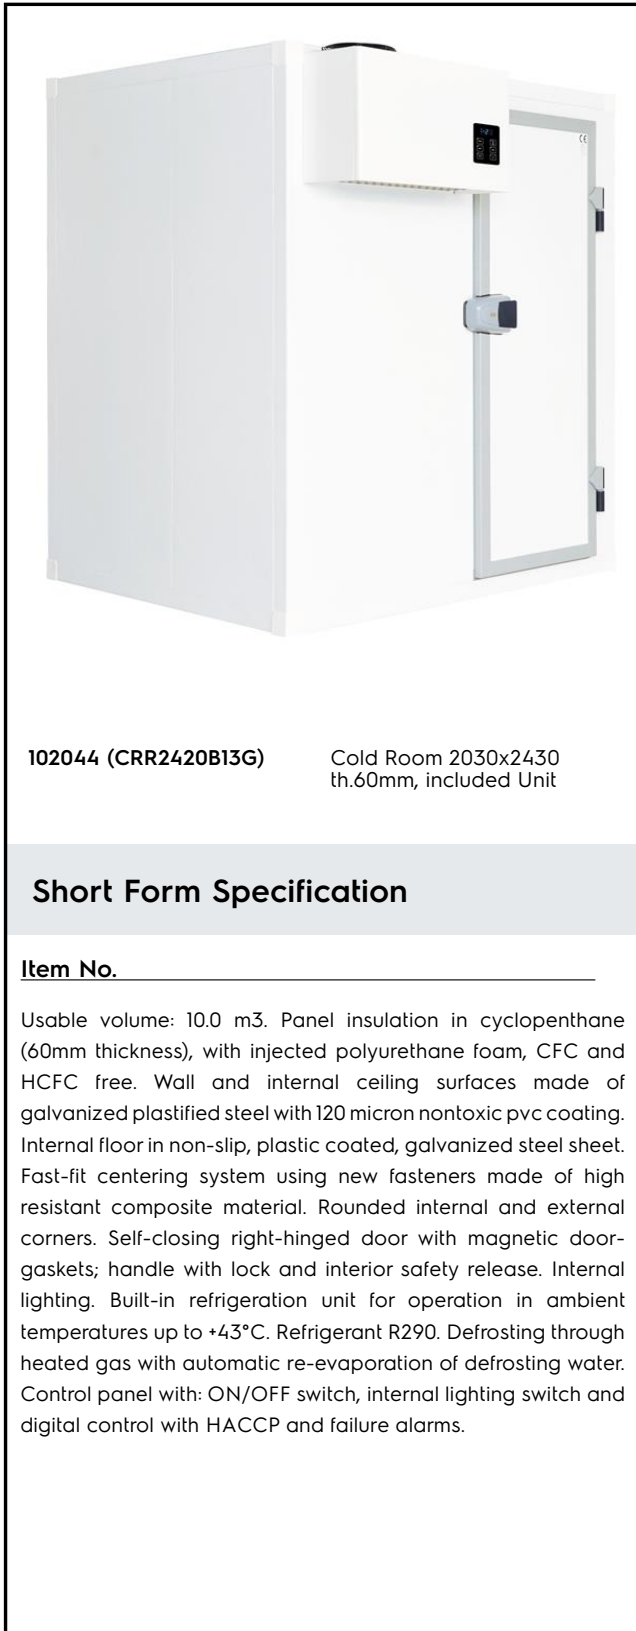 102044 (CRR2420B13G)
Cold Room 2030x2430
th.60mm, included Unit
Short Form Specification
Item No.
Usable volume: 10.0 m3. Panel insulation in cyclopenthane
(60mm thickness), with injected polyurethane foam, CFC and
HCFC free. Wall and internal ceiling surfaces made of
galvanized plastified steel with 120 micron nontoxic pvc coating.
Internal floor in non-slip, plastic coated, galvanized steel sheet.
Fast-fit centering system using new fasteners made of high
resistant composite material. Rounded internal and external
corners. Self-closing right-hinged door with magnetic door-
gaskets; handle with lock and interior safety release. Internal
lighting. Built-in refrigeration unit for operation in ambient
temperatures up to +43°C. Refrigerant R290. Defrosting through
heated gas with automatic re-evaporation of defrosting water.
Control panel with: ON/OFF switch, internal lighting switch and
digital control with HACCP and failure alarms.